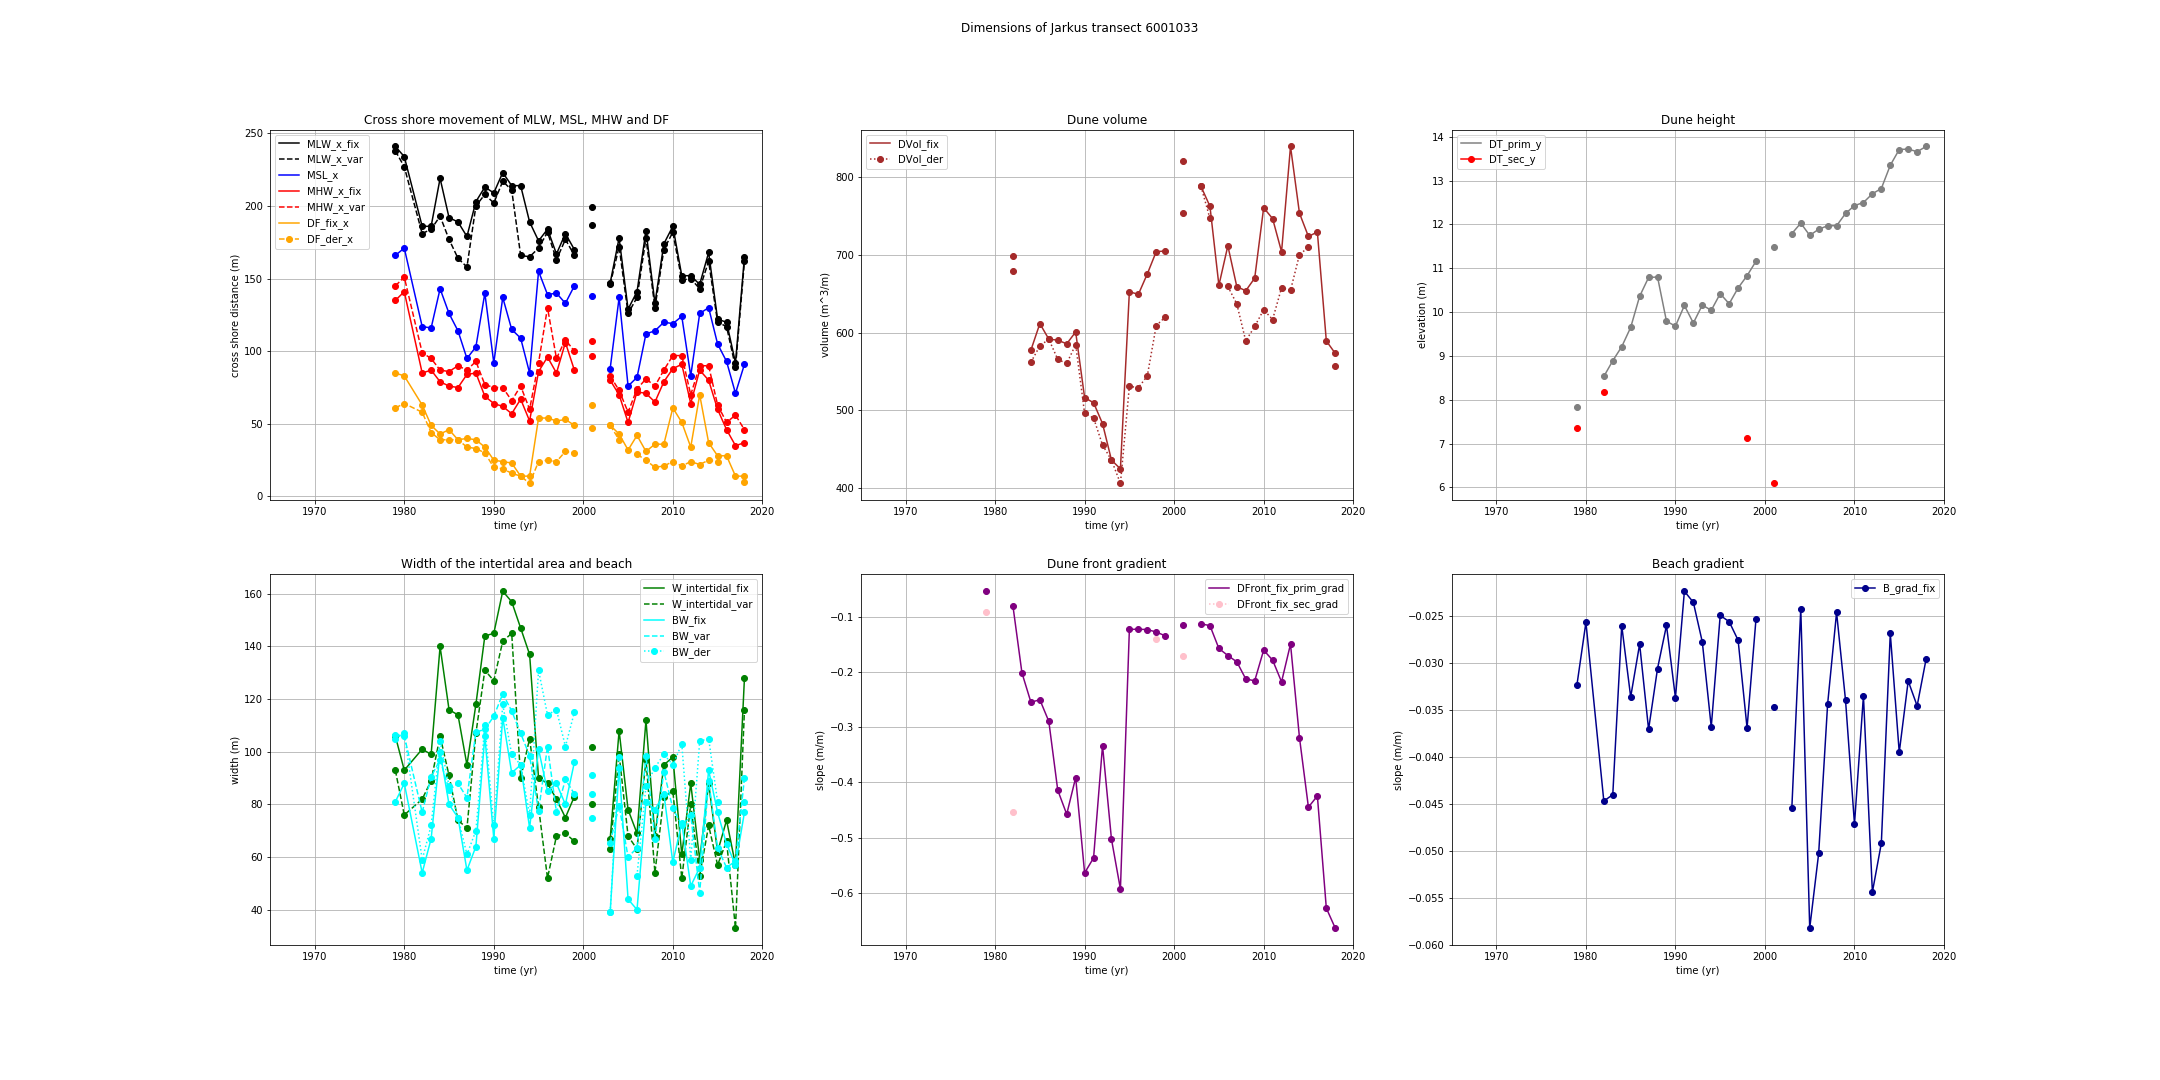 Dimensions of Jarkus transect 6001033
Cross shore movement of MLW, MSL, MHW and DF
250
200
150
100
50
0
cross shore distance (m)
MLW_x_fix
MLW_x_var
MSL_x
MHW_x_fix
MHW_x_var
DF_fix_x
DF_der_x
1970 1980 1990 2000 2010 2020
time (yr)
Dune volume
800
700
600
500
400
volume (m^3/m)
DVol_fix
DVol_der
1970 1980 1990 2000 2010 2020
time (yr)
Dune height
14
13
12
11
10
9
8
7
6
elevation (m)
DT_prim_y
DT_sec_y
1970 1980 1990 2000 2010 2020
time (yr)
Width of the intertidal area and beach
160
140
120
100
80
60
40
width (m)
W_intertidal_fix
W_intertidal_var
BW_fix
BW_var
BW_der
1970 1980 1990 2000 2010 2020
time (yr)
Dune front gradient
−0.1
−0.2
−0.3
−0.4
−0.5
−0.6
slope (m/m)
DFront_fix_prim_grad
DFront_fix_sec_grad
1970 1980 1990 2000 2010 2020
time (yr)
Beach gradient
−0.025
−0.030
−0.035
−0.040
−0.045
−0.050
−0.055
−0.060
slope (m/m)
B_grad_fix
1970 1980 1990 2000 2010 2020
time (yr)